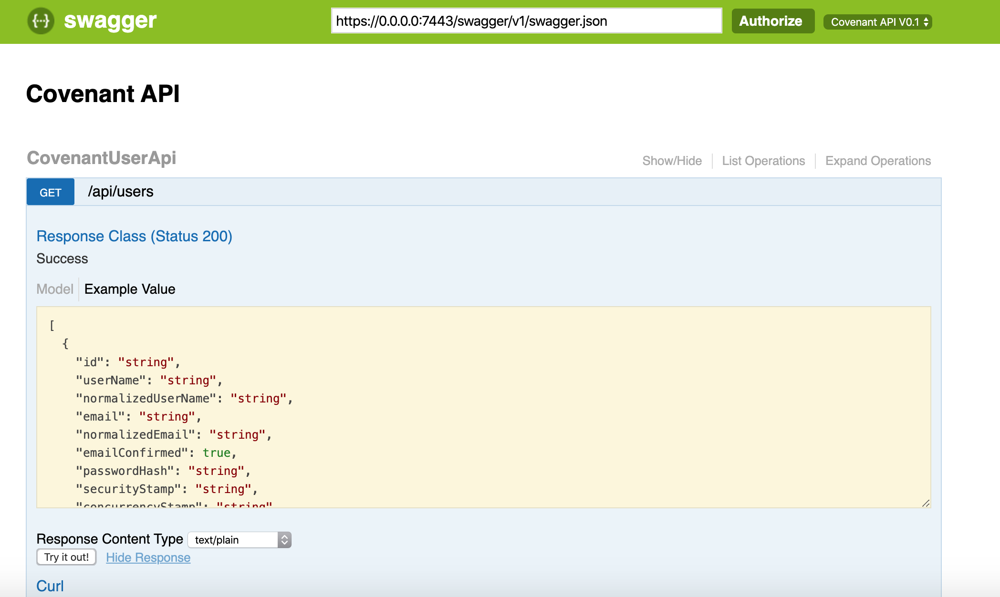 {···} swagger
https://0.0.0.0:7443/swagger/v1/swagger.json
Authorize
Covenant API V0.1
Covenant API
CovenantUserApi
Show/Hide
List Operations
Expand Operations
GET /api/users
Response Class (Status 200)
Success
Model
Example Value
[
{
"id": "string",
"userName": "string",
"normalizedUserName": "string",
"email": "string",
"normalizedEmail": "string",
"emailConfirmed": true,
"passwordHash": "string",
"securityStamp": "string",
"concurrencyStamp": "string"
Response Content Type text/plain
Try it out! Hide Response
Curl